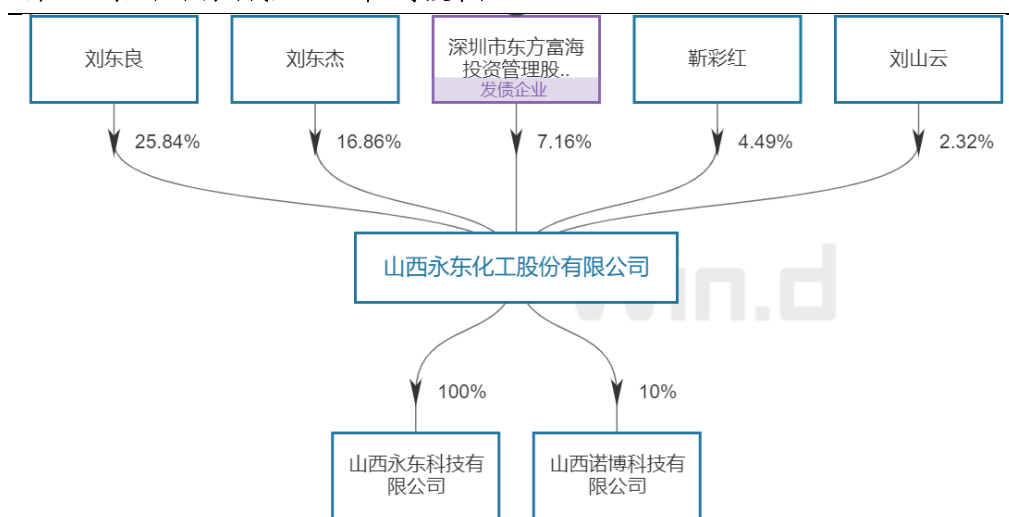 刘东良
刘东杰
深圳市东方富海
投资管理股..
发债企业
靳彩红
刘山云
25.84%
16.86%
7.16%
4.49%
2.32%
山西永东化工股份有限公司
win.d
100%
10%
山西永东科技有
限公司
山西诺博科技有
限公司